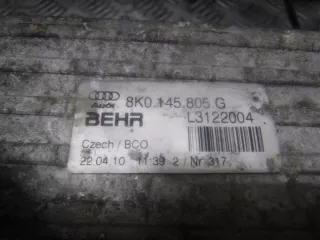 Audi 8K0 145 805 G
BEHR L3122004
Czech / BCO
22.04.10 11:39 2 / Nr 317